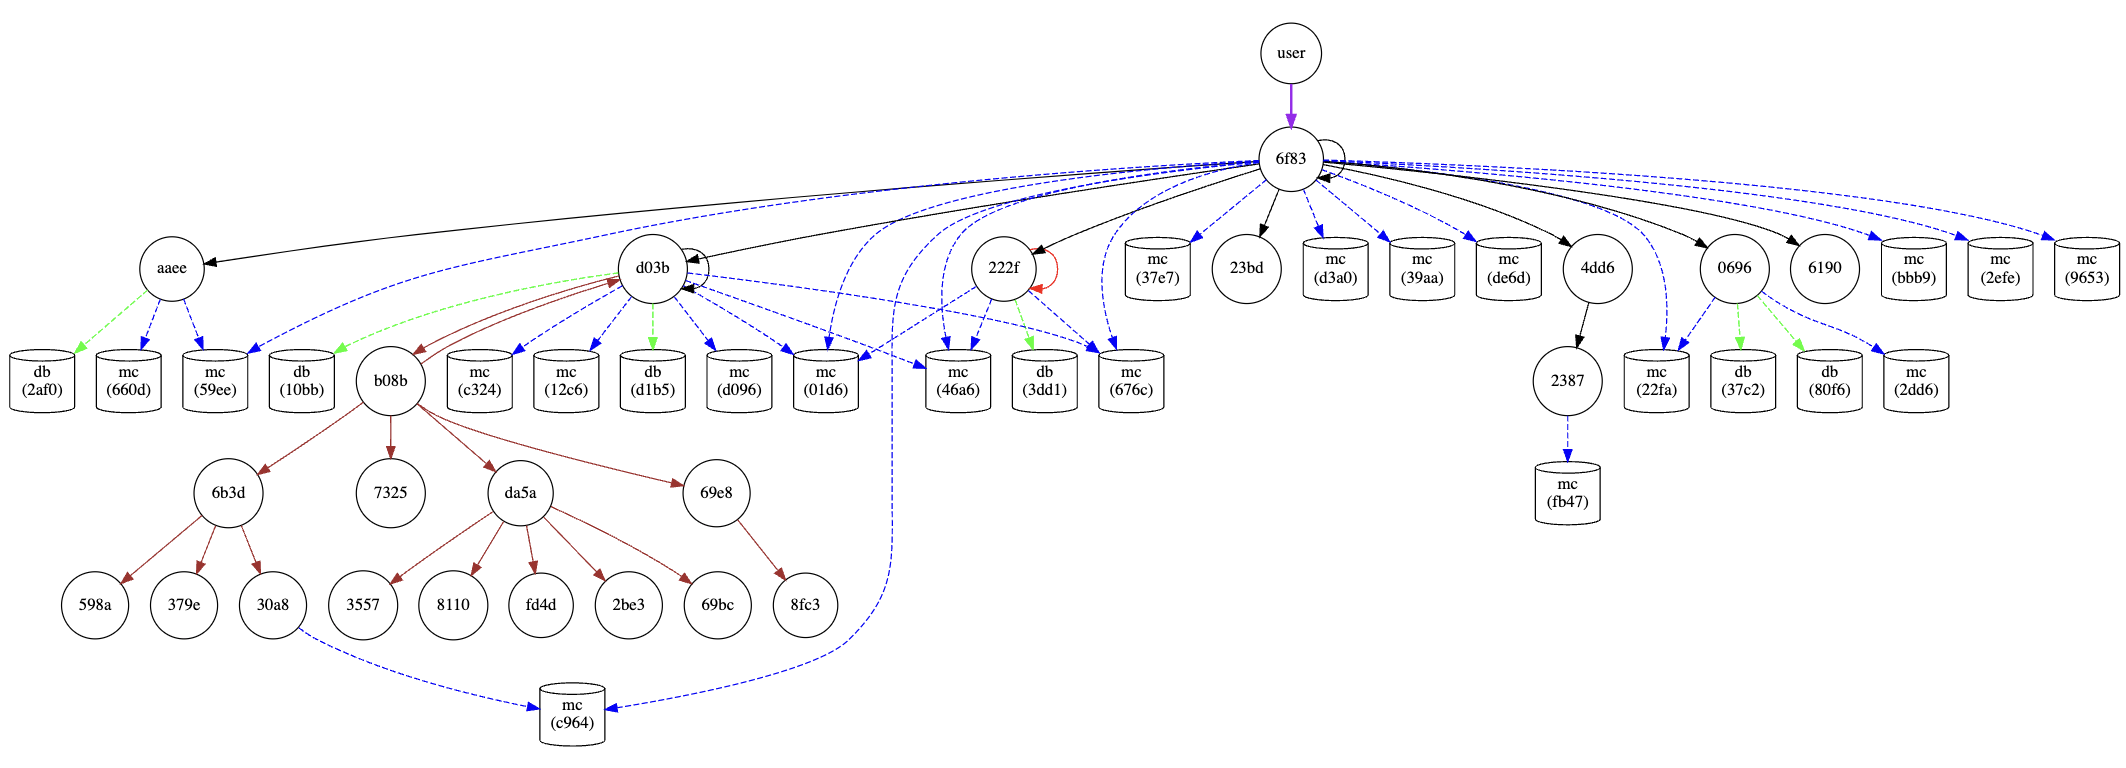 user
6f83
aaee
d03b
222f
mc
(37e7)
23bd
mc
(d3a0)
mc
(39aa)
mc
(de6d)
4dd6
0696
6190
mc
(bbb9)
mc
(2efe)
mc
(9653)
db
(2af0)
mc
(660d)
mc
(59ee)
db
(10bb)
b08b
mc
(c324)
mc
(12c6)
db
(d1b5)
mc
(d096)
mc
(01d6)
mc
(46a6)
db
(3dd1)
mc
(676c)
2387
mc
(22fa)
db
(37c2)
db
(80f6)
mc
(2dd6)
6b3d
7325
da5a
69e8
mc
(fb47)
598a
379e
30a8
3557
8110
fd4d
2be3
69bc
8fc3
mc
(c964)